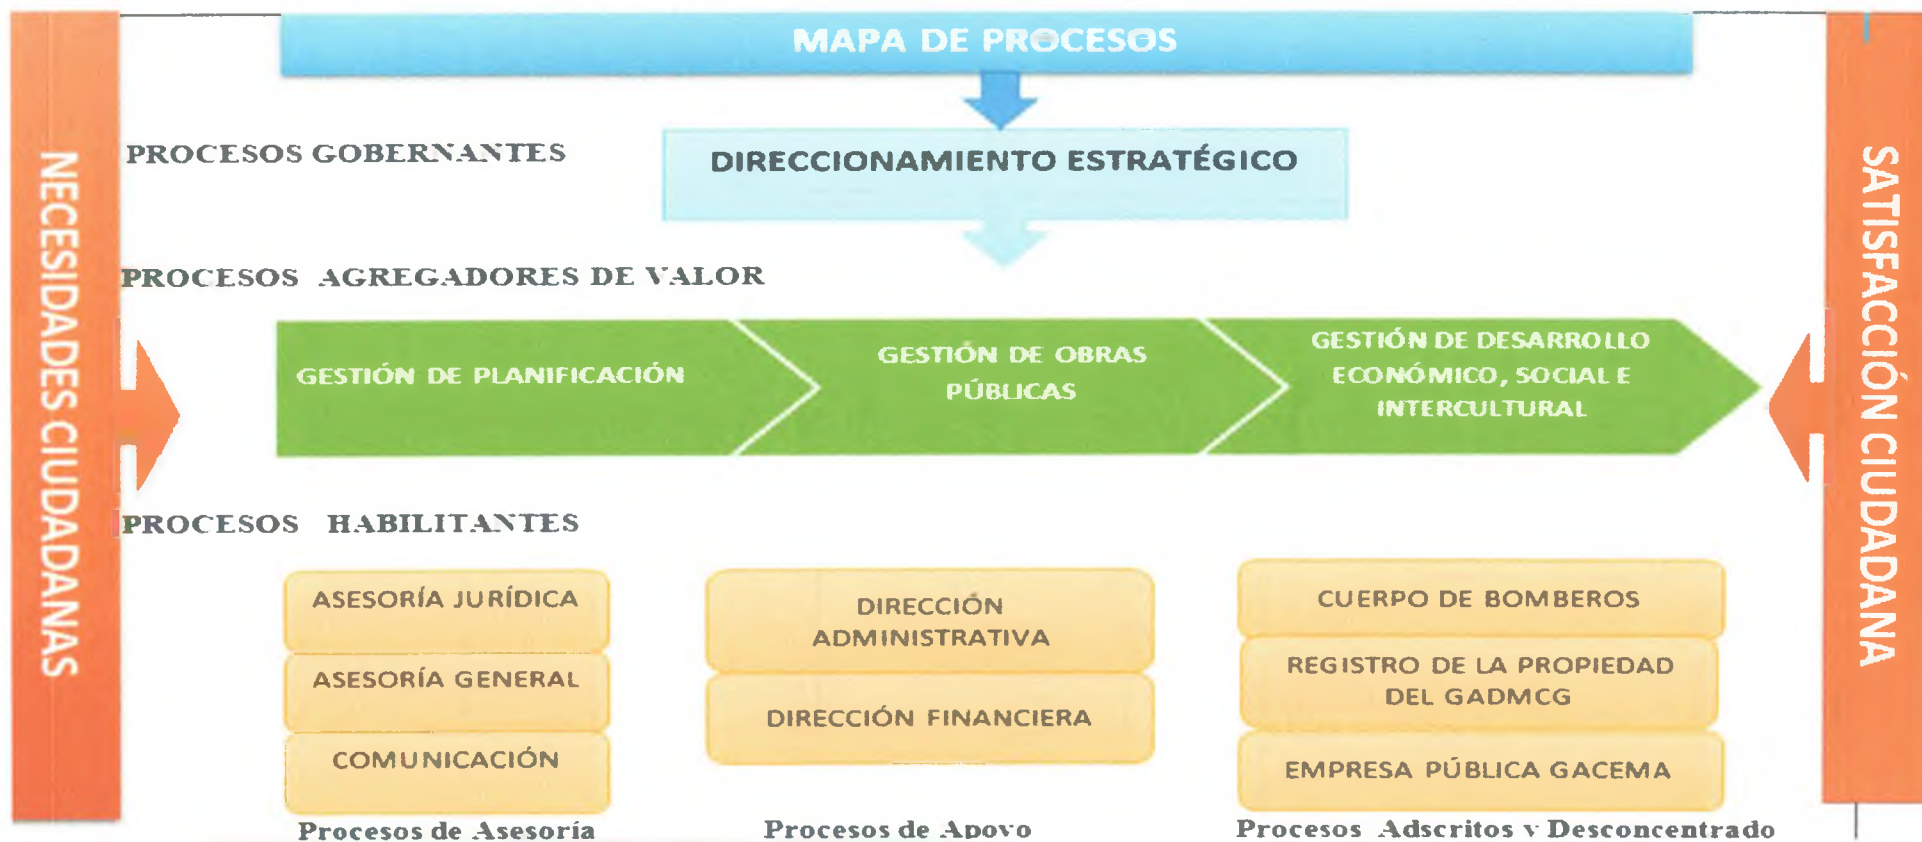 MAPA DE PROCESOS
NECESIDADES CIUDADANAS
SATISFACCIÓN CIUDADANA
PROCESOS GOBERNANTES
DIRECCIONAMIENTO ESTRATÉGICO
PROCESOS AGREGADORES DE VALOR
GESTIÓN DE PLANIFICACIÓN
GESTIÓN DE OBRAS
PÚBLICAS
GESTIÓN DE DESARROLLO
ECONÓMICO, SOCIAL E
INTERCULTURAL
PROCESOS HABILITANTES
ASESORÍA JURÍDICA
ASESORÍA GENERAL
COMUNICACIÓN
Procesos de Asesoría
DIRECCIÓN
ADMINISTRATIVA
DIRECCIÓN FINANCIERA
Procesos de Apoyo
CUERPO DE BOMBEROS
REGISTRO DE LA PROPIEDAD
DEL GADMCG
EMPRESA PÚBLICA GACEMA
Procesos Adscritos y Desconcentrado